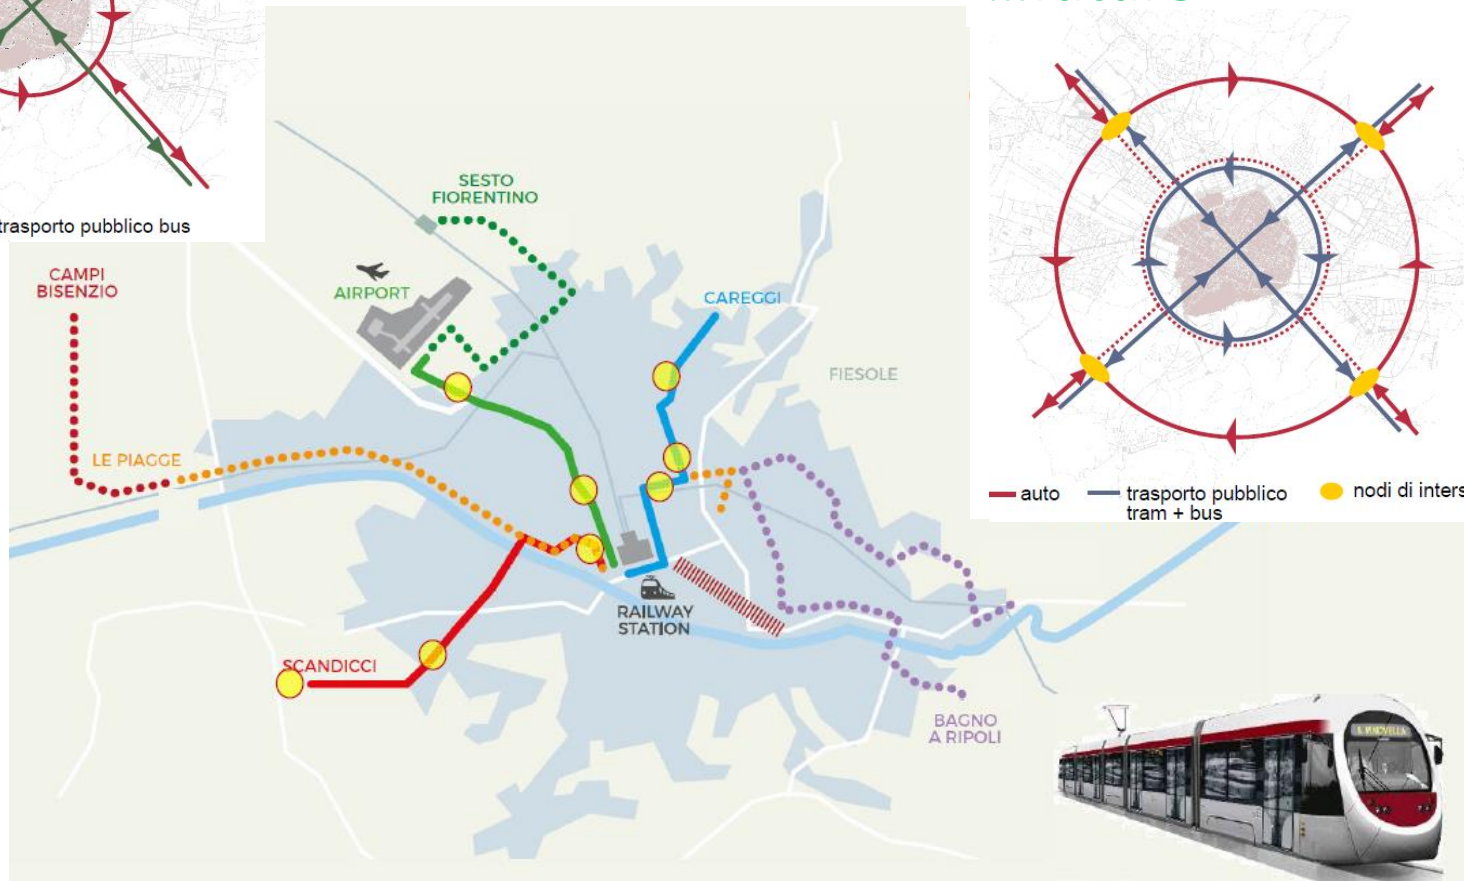 trasporto pubblico bus
SESTO
FIORENTINO
CAMPI
BISENZIO
AIRPORT
CAREGGI
FIESOLE
LE PIAGGE
RAILWAY
STATION
SCANDICCI
BAGNO
A RIPOLI
auto
trasporto pubblico
tram + bus
nodi di inters